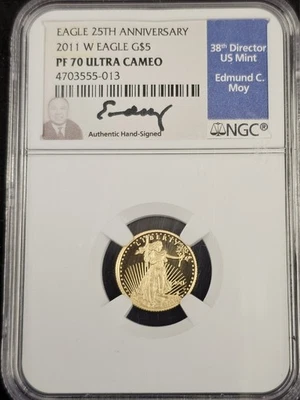 EAGLE 25TH ANNIVERSARY
2011 W EAGLE G$5
PF 70 ULTRA CAMEO
4703555-013
38th Director
US Mint
Edmund C.
Moy
Authentic Hand-Signed
NGC®
LIBERTY